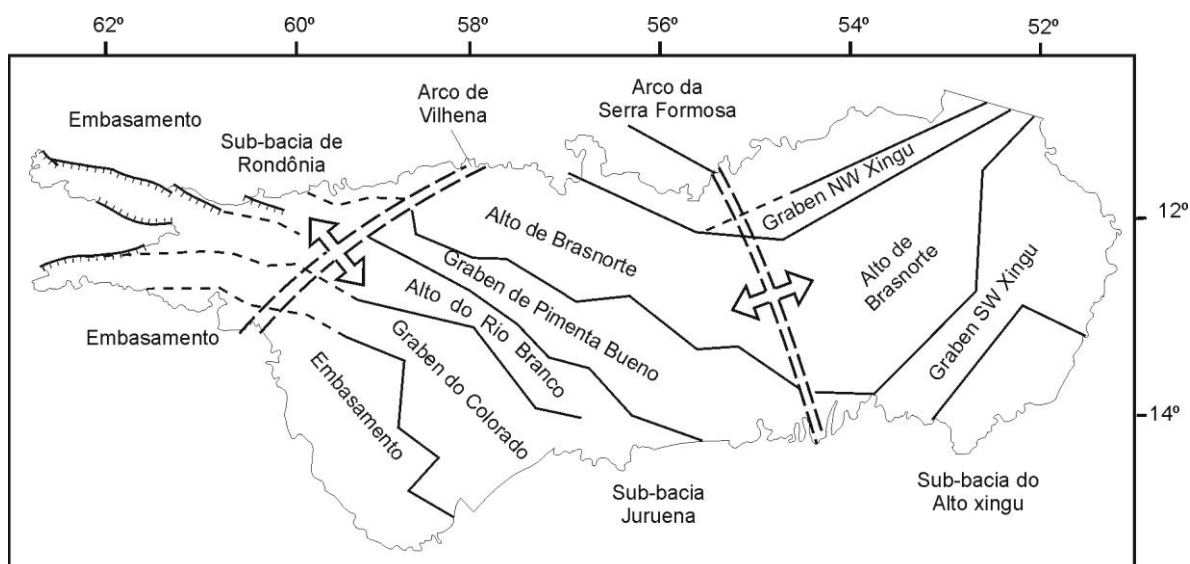 62º
60º
58º
56º
54º
52º
Arco de
Vilhena
Arco da
Serra Formosa
Embasamento
Sub-bacia de
Rondônia
Graben NW Xingu
12º
Alto de Brasnorte
Alto de
Brasnorte
Graben de Pimenta Bueno
Alto do Rio Branco
Graben SW Xingu
Embasamento
Graben do Colorado
Embasamento
14º
Sub-bacia
Juruena
Sub-bacia do
Alto xingu